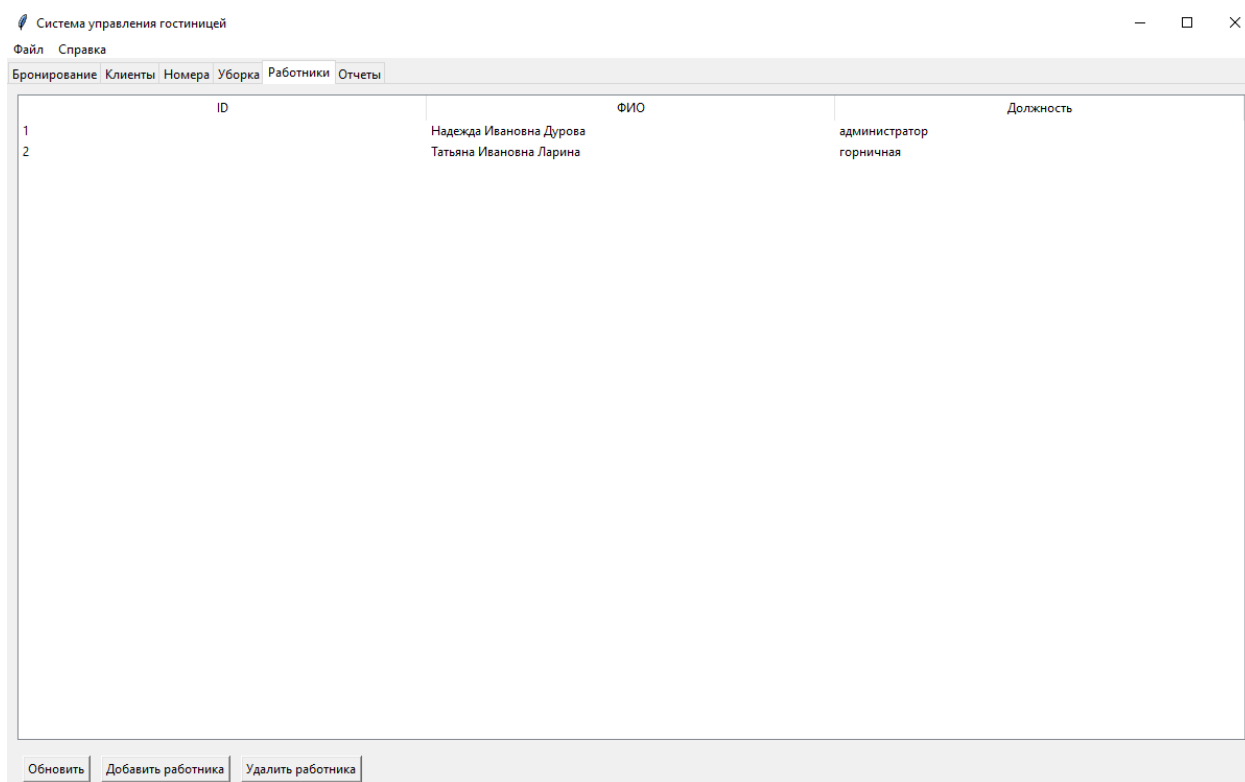 Система управления гостиницей
Файл Справка
Бронирование Клиенты Номера Уборка Работники Отчеты
ID ФИО Должность
1 Надежда Ивановна Дурова администратор
2 Татьяна Ивановна Ларина горничная
Обновить Добавить работника Удалить работника